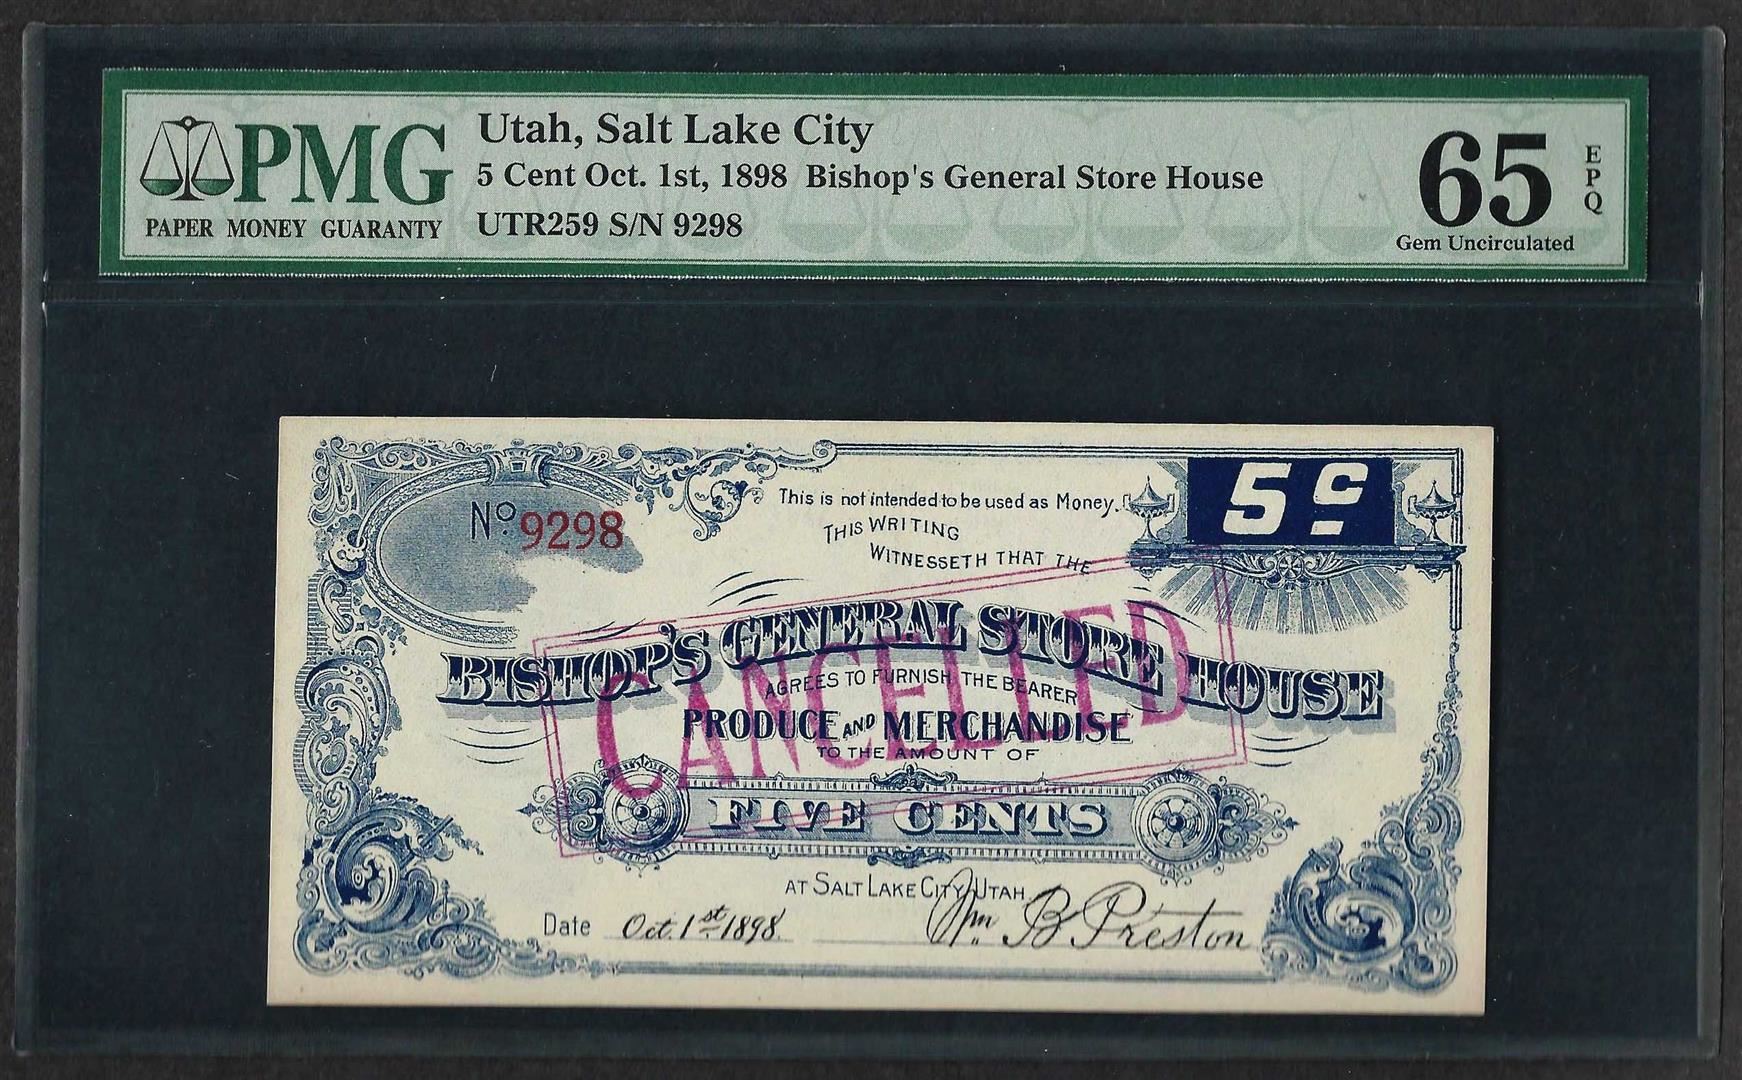 PMG
PAPER MONEY GUARANTY
Utah, Salt Lake City
5 Cent Oct. 1st, 1898 Bishop's General Store House
UTR259 S/N 9298
65
EPQ
Gem Uncirculated
No. 9298
This is not intended to be used as Money.
5c
THIS WRITING
WITNESSETH THAT THE
BISHOP'S GENERAL STORE HOUSE
AGREES TO FURNISH THE BEARER
PRODUCE AND MERCHANDISE
TO THE AMOUNT OF
CANCELLED
FIVE CENTS
AT SALT LAKE CITY, UTAH
Date Oct. 1st 1898. Wm. B. Preston